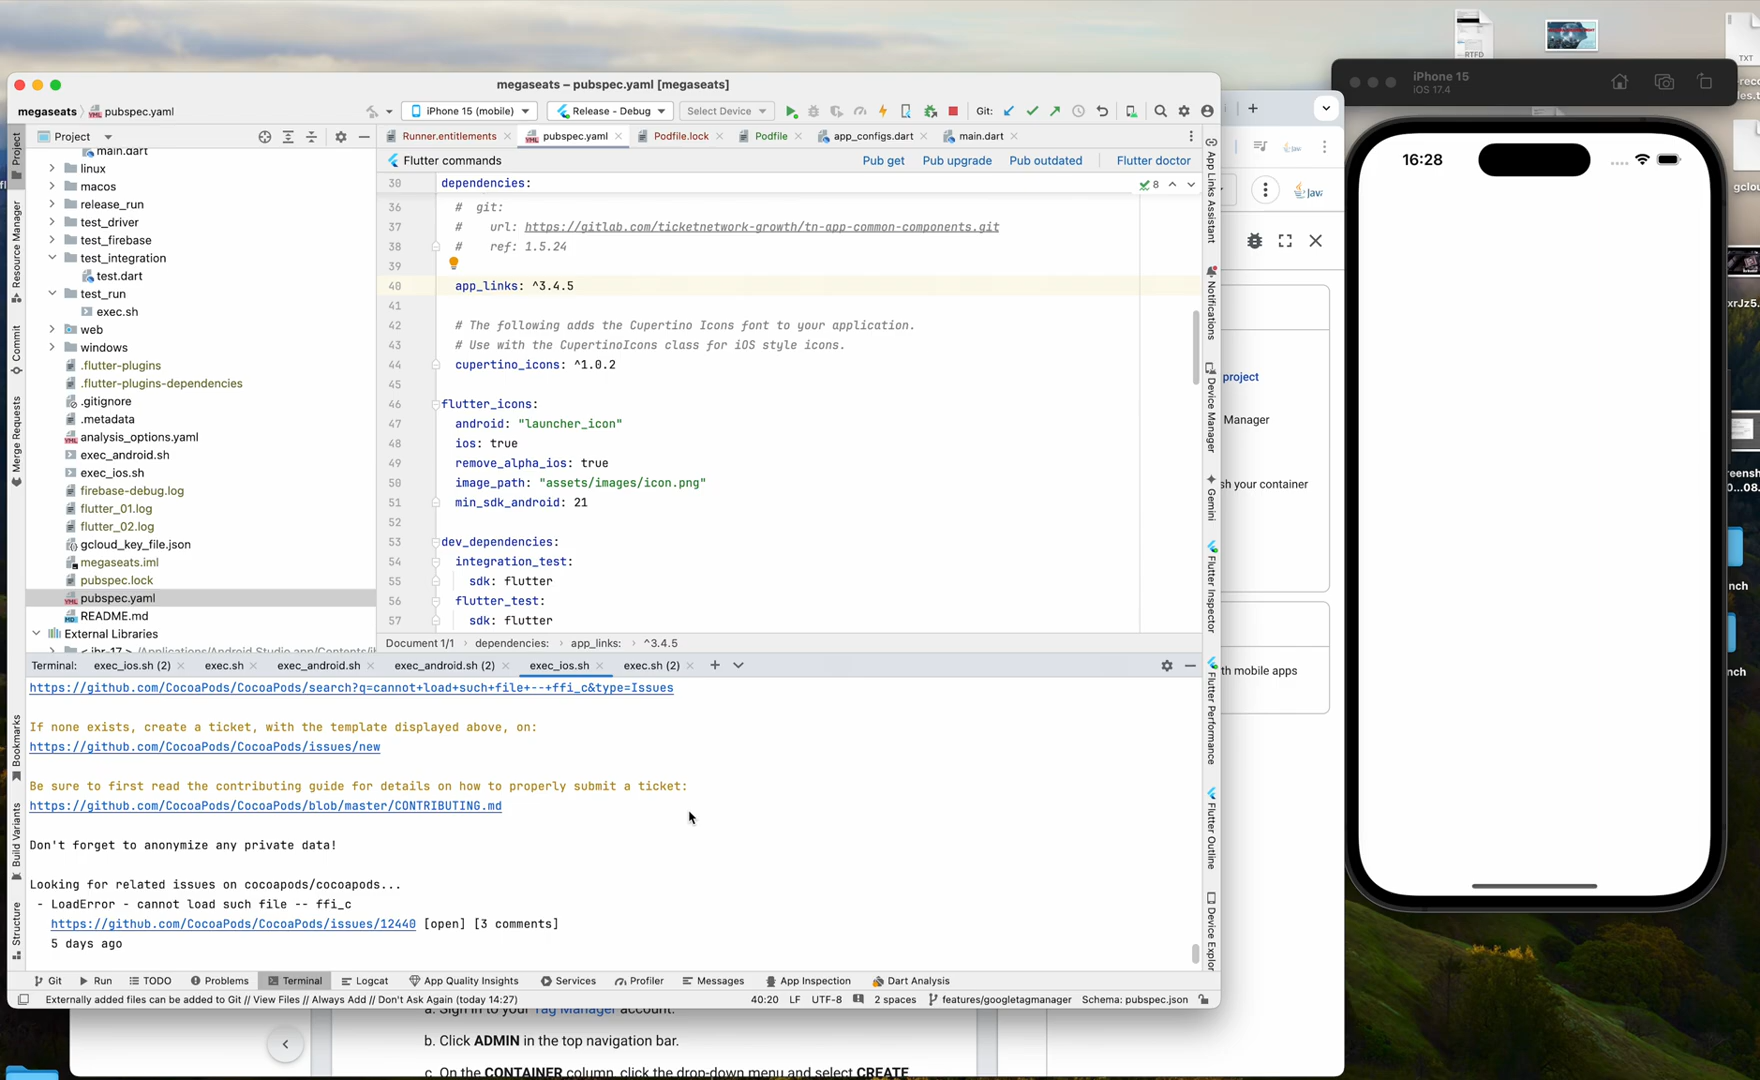 RTFD
TXT
megaseats – pubspec.yaml [megaseats]
iPhone 15
iOS 17.4
megaseats
pubspec.yaml
iPhone 15 (mobile)
Release - Debug
Select Device
Git:
Project
Runner.entitlements
pubspec.yaml
Podfile.lock
Podfile
app_configs.dart
main.dart
Flutter commands
Pub get
Pub upgrade
Pub outdated
Flutter doctor
16:28
main.dart
linux
macos
release_run
test_driver
test_firebase
test_integration
test.dart
test_run
exec.sh
web
windows
.flutter-plugins
.flutter-plugins-dependencies
.gitignore
.metadata
analysis_options.yaml
exec_android.sh
exec_ios.sh
firebase-debug.log
flutter_01.log
flutter_02.log
gcloud_key_file.json
megaseats.iml
pubspec.lock
pubspec.yaml
README.md
External Libraries
30 dependencies:
8
36 # git:
37 # url: https://gitlab.com/ticketnetwork-growth/tn-app-common-components.git
38 # ref: 1.5.24
39
40 app_links: ^3.4.5
41
42 # The following adds the Cupertino Icons font to your application.
43 # Use with the CupertinoIcons class for iOS style icons.
44 cupertino_icons: ^1.0.2
45
46 flutter_icons:
47 android: "launcher_icon"
48 ios: true
49 remove_alpha_ios: true
50 image_path: "assets/images/icon.png"
51 min_sdk_android: 21
52
53 dev_dependencies:
54 integration_test:
55 sdk: flutter
56 flutter_test:
57 sdk: flutter
Document 1/1
dependencies:
app_links:
^3.4.5
Project
Resource Manager
Commit
Merge Requests
Bookmarks
Build Variants
Structure
App Links Assistant
Notifications
Device Manager
Gemini
Flutter Inspector
Flutter Performance
Flutter Outline
Device Explor
Java
project
Manager
sh your container
th mobile apps
gclou
xrJz5.
eensh
0...08.
nch
nch
Terminal:
exec_ios.sh (2)
exec.sh
exec_android.sh
exec_android.sh (2)
exec_ios.sh
exec.sh (2)
https://github.com/CocoaPods/CocoaPods/search?q=cannot+load+such+file+--+ffi_c&type=Issues
If none exists, create a ticket, with the template displayed above, on:
https://github.com/CocoaPods/CocoaPods/issues/new
Be sure to first read the contributing guide for details on how to properly submit a ticket:
https://github.com/CocoaPods/CocoaPods/blob/master/CONTRIBUTING.md
Don't forget to anonymize any private data!
Looking for related issues on cocoapods/cocoapods...
- LoadError - cannot load such file -- ffi_c
https://github.com/CocoaPods/CocoaPods/issues/12440 [open] [3 comments]
5 days ago
Git
Run
TODO
Problems
Terminal
Logcat
App Quality Insights
Services
Profiler
Messages
App Inspection
Dart Analysis
Externally added files can be added to Git // View Files // Always Add // Don't Ask Again (today 14:27)
40:20
LF
UTF-8
2 spaces
features/googletagmanager
Schema: pubspec.json
a. Sign in to your Tag Manager account.
b. Click ADMIN in the top navigation bar.
c. On the CONTAINER column, click the drop-down menu and select CREATE